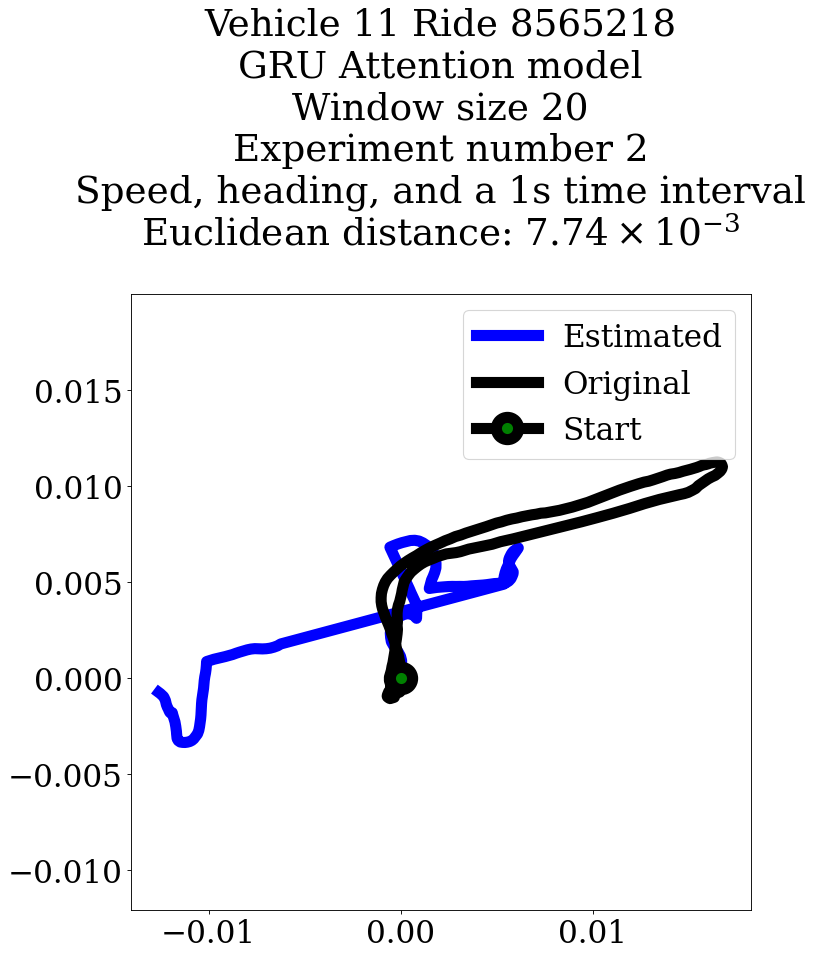 Vehicle 11 Ride 8565218
GRU Attention model
Window size 20
Experiment number 2
Speed, heading, and a 1s time interval
Euclidean distance: 7.74 × 10⁻³
Estimated
Original
Start
0.015
0.010
0.005
0.000
−0.005
−0.010
−0.01
0.00
0.01